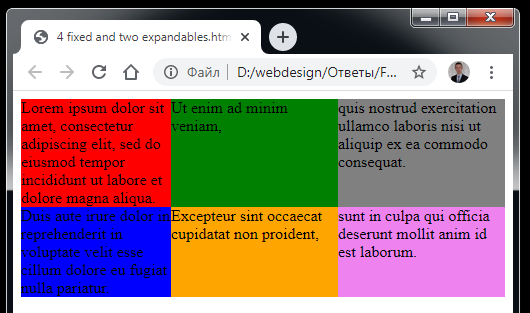 4 fixed and two expandables.htm
Файл
D:/webdesign/Ответы/F...
Lorem ipsum dolor sit
amet, consectetur
adipiscing elit, sed do
eiusmod tempor
incididunt ut labore et
dolore magna aliqua.
Ut enim ad minim
veniam,
quis nostrud exercitation
ullamco laboris nisi ut
aliquip ex ea commodo
consequat.
Duis aute irure dolor in
reprehenderit in
voluptate velit esse
cillum dolore eu fugiat
nulla pariatur.
Excepteur sint occaecat
cupidatat non proident,
sunt in culpa qui officia
deserunt mollit anim id
est laborum.